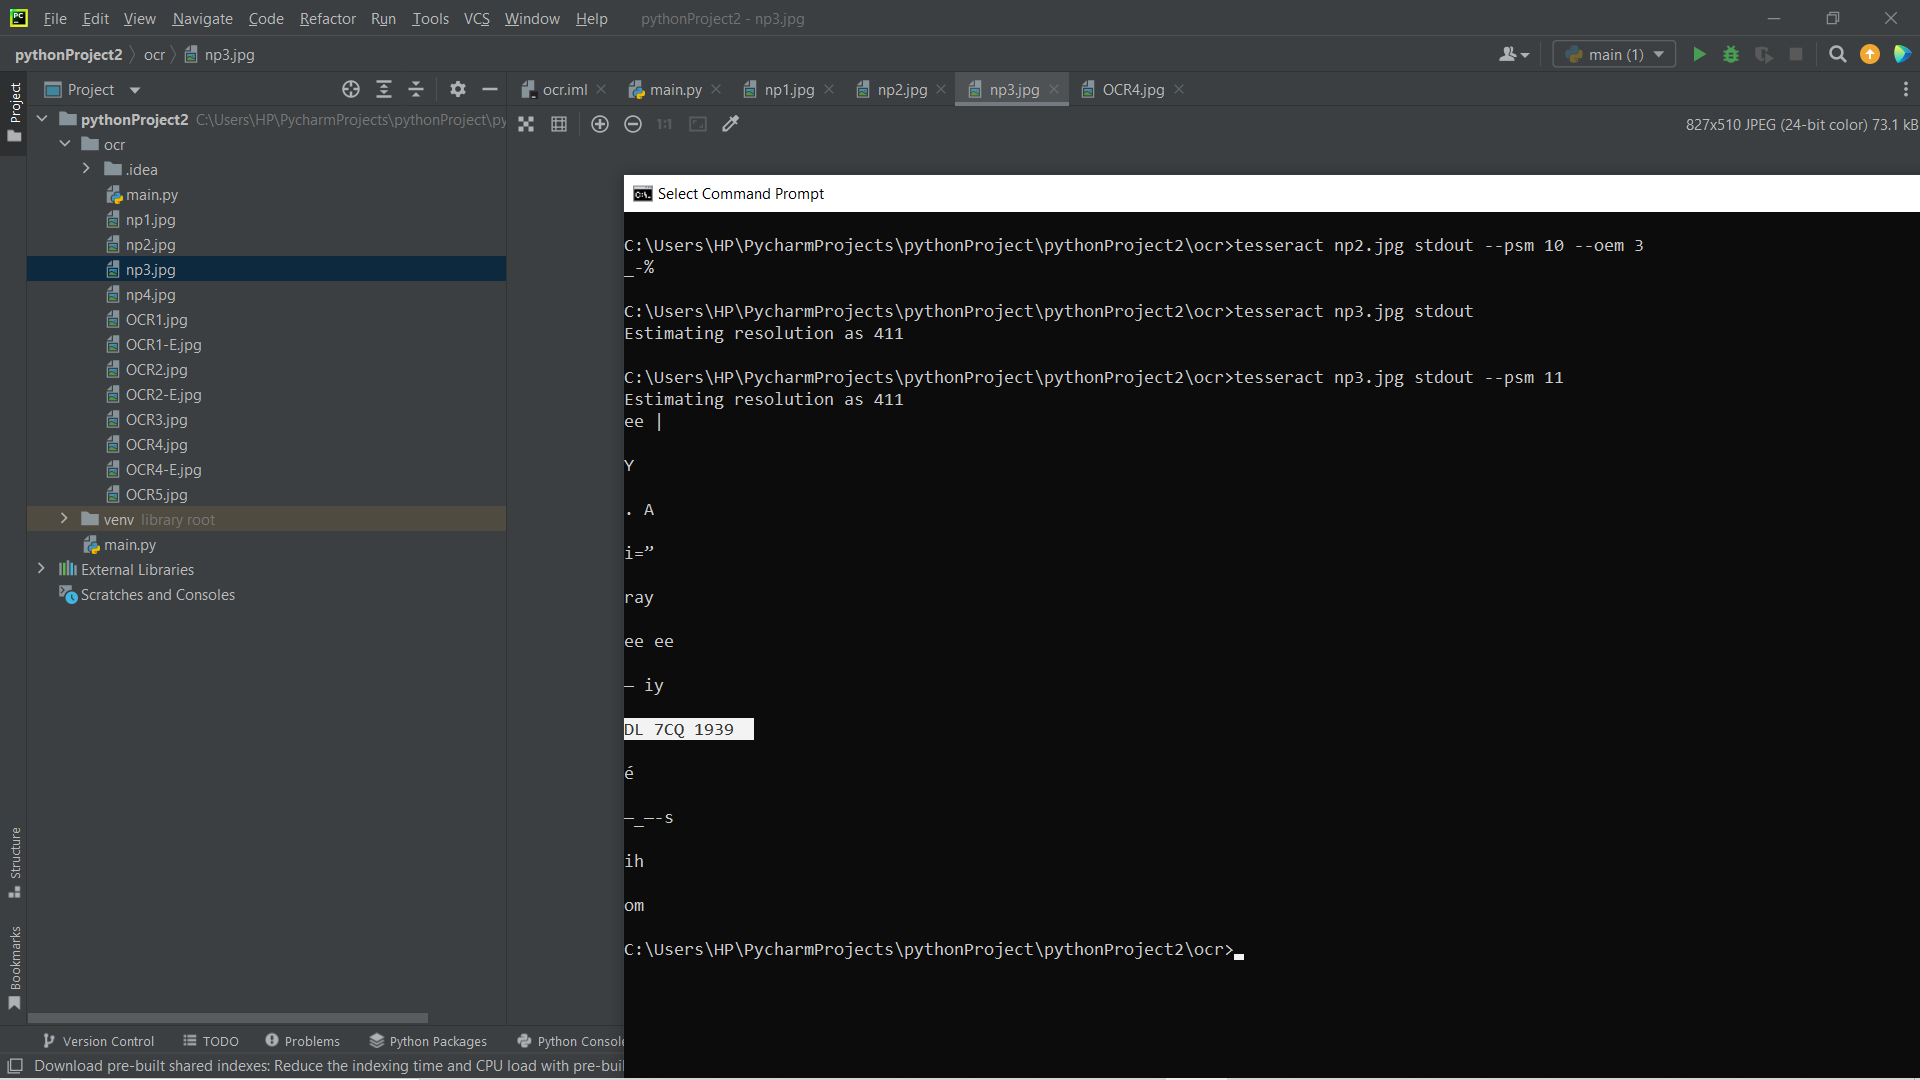 File Edit View Navigate Code Refactor Run Tools VCS Window Help pythonProject2 - np3.jpg
pythonProject2 ocr np3.jpg
main (1)
Project
Project
ocr.iml main.py np1.jpg np2.jpg np3.jpg OCR4.jpg
pythonProject2 C:\Users\HP\PycharmProjects\pythonProject\py
1:1
827x510 JPEG (24-bit color) 73.1 kB
ocr
.idea
main.py
np1.jpg
np2.jpg
np3.jpg
np4.jpg
OCR1.jpg
OCR1-E.jpg
OCR2.jpg
OCR2-E.jpg
OCR3.jpg
OCR4.jpg
OCR4-E.jpg
OCR5.jpg
venv library root
main.py
External Libraries
Scratches and Consoles
Select Command Prompt
C:\Users\HP\PycharmProjects\pythonProject\pythonProject2\ocr>tesseract np2.jpg stdout --psm 10 --oem 3
_-%
C:\Users\HP\PycharmProjects\pythonProject\pythonProject2\ocr>tesseract np3.jpg stdout
Estimating resolution as 411
C:\Users\HP\PycharmProjects\pythonProject\pythonProject2\ocr>tesseract np3.jpg stdout --psm 11
Estimating resolution as 411
ee |
Y
. A
i=”
ray
ee ee
— iy
DL 7CQ 1939
é
—_—-s
ih
om
C:\Users\HP\PycharmProjects\pythonProject\pythonProject2\ocr>
Structure
Bookmarks
Version Control TODO Problems Python Packages Python Console
Download pre-built shared indexes: Reduce the indexing time and CPU load with pre-buil